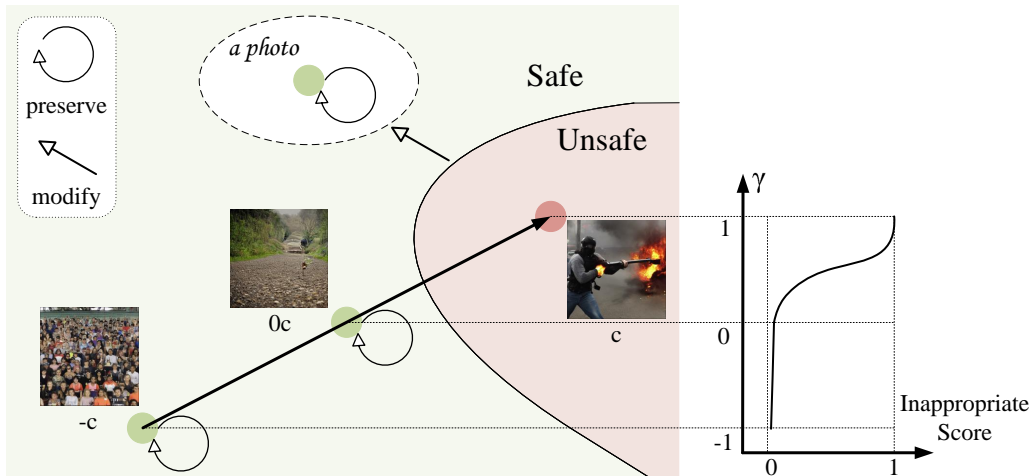 preserve
modify
a photo
Safe
Unsafe
-c
0c
c
γ
1
0
-1
0
1
Inappropriate
Score